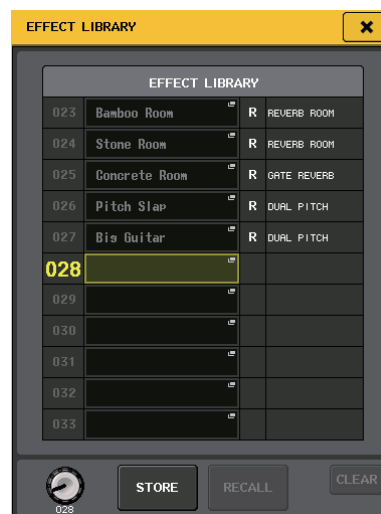 EFFECT LIBRARY
EFFECT LIBRARY
023 Bamboo Room R REVERB ROOM
024 Stone Room R REVERB ROOM
025 Concrete Room R GATE REVERB
026 Pitch Slap R DUAL PITCH
027 Big Guitar R DUAL PITCH
028
029
030
031
032
033
028 STORE RECALL CLEAR